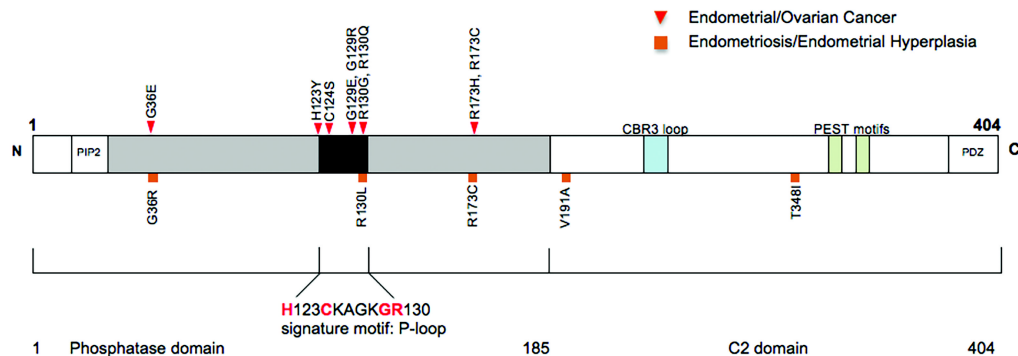 Endometrial/Ovarian Cancer
Endometriosis/Endometrial Hyperplasia
G36E
H123Y
C124S
G129E, G129R
R130G, R130Q
R173H, R173C
1
CBR3 loop
PEST motifs
404
N
PIP2
PDZ
C
G36R
R130L
R173C
V191A
T348I
H123CKAGKGR130
signature motif: P-loop
1 Phosphatase domain 185 C2 domain 404